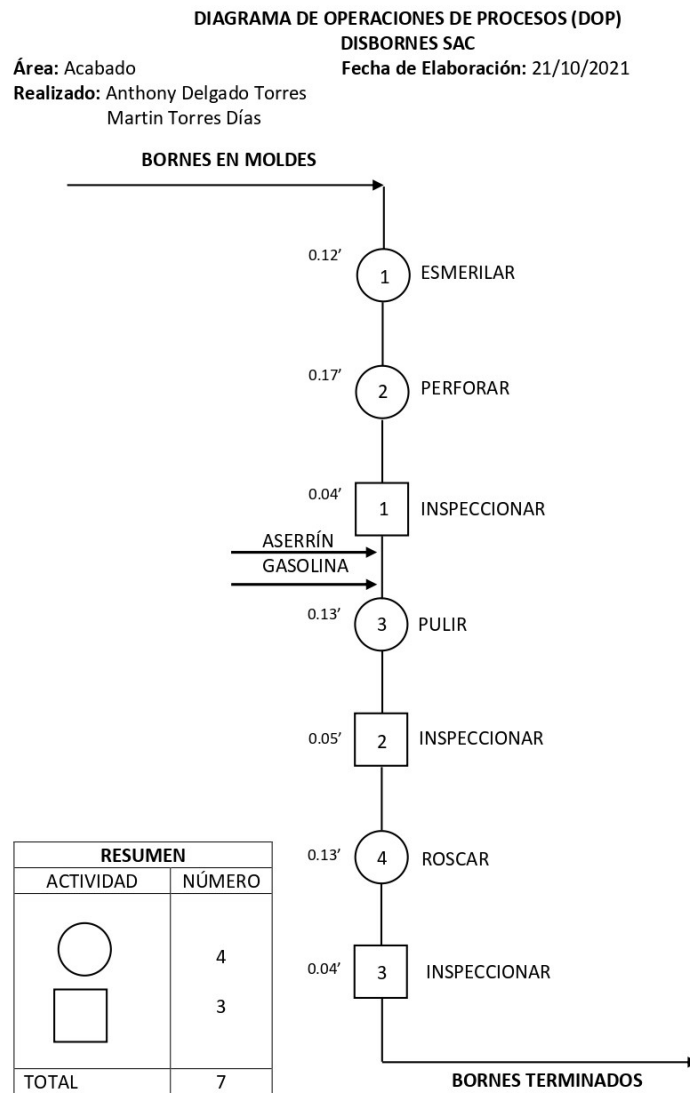 DIAGRAMA DE OPERACIONES DE PROCESOS (DOP)
DISBORNES SAC
Área: Acabado
Fecha de Elaboración: 21/10/2021
Realizado: Anthony Delgado Torres
Martin Torres Días
BORNES EN MOLDES
0.12’
1
ESMERILAR
0.17’
2
PERFORAR
0.04’
1
INSPECCIONAR
ASERRÍN
GASOLINA
0.13’
3
PULIR
0.05’
2
INSPECCIONAR
0.13’
4
ROSCAR
0.04’
3
INSPECCIONAR
BORNES TERMINADOS
RESUMEN
ACTIVIDAD NÚMERO
4
3
TOTAL 7